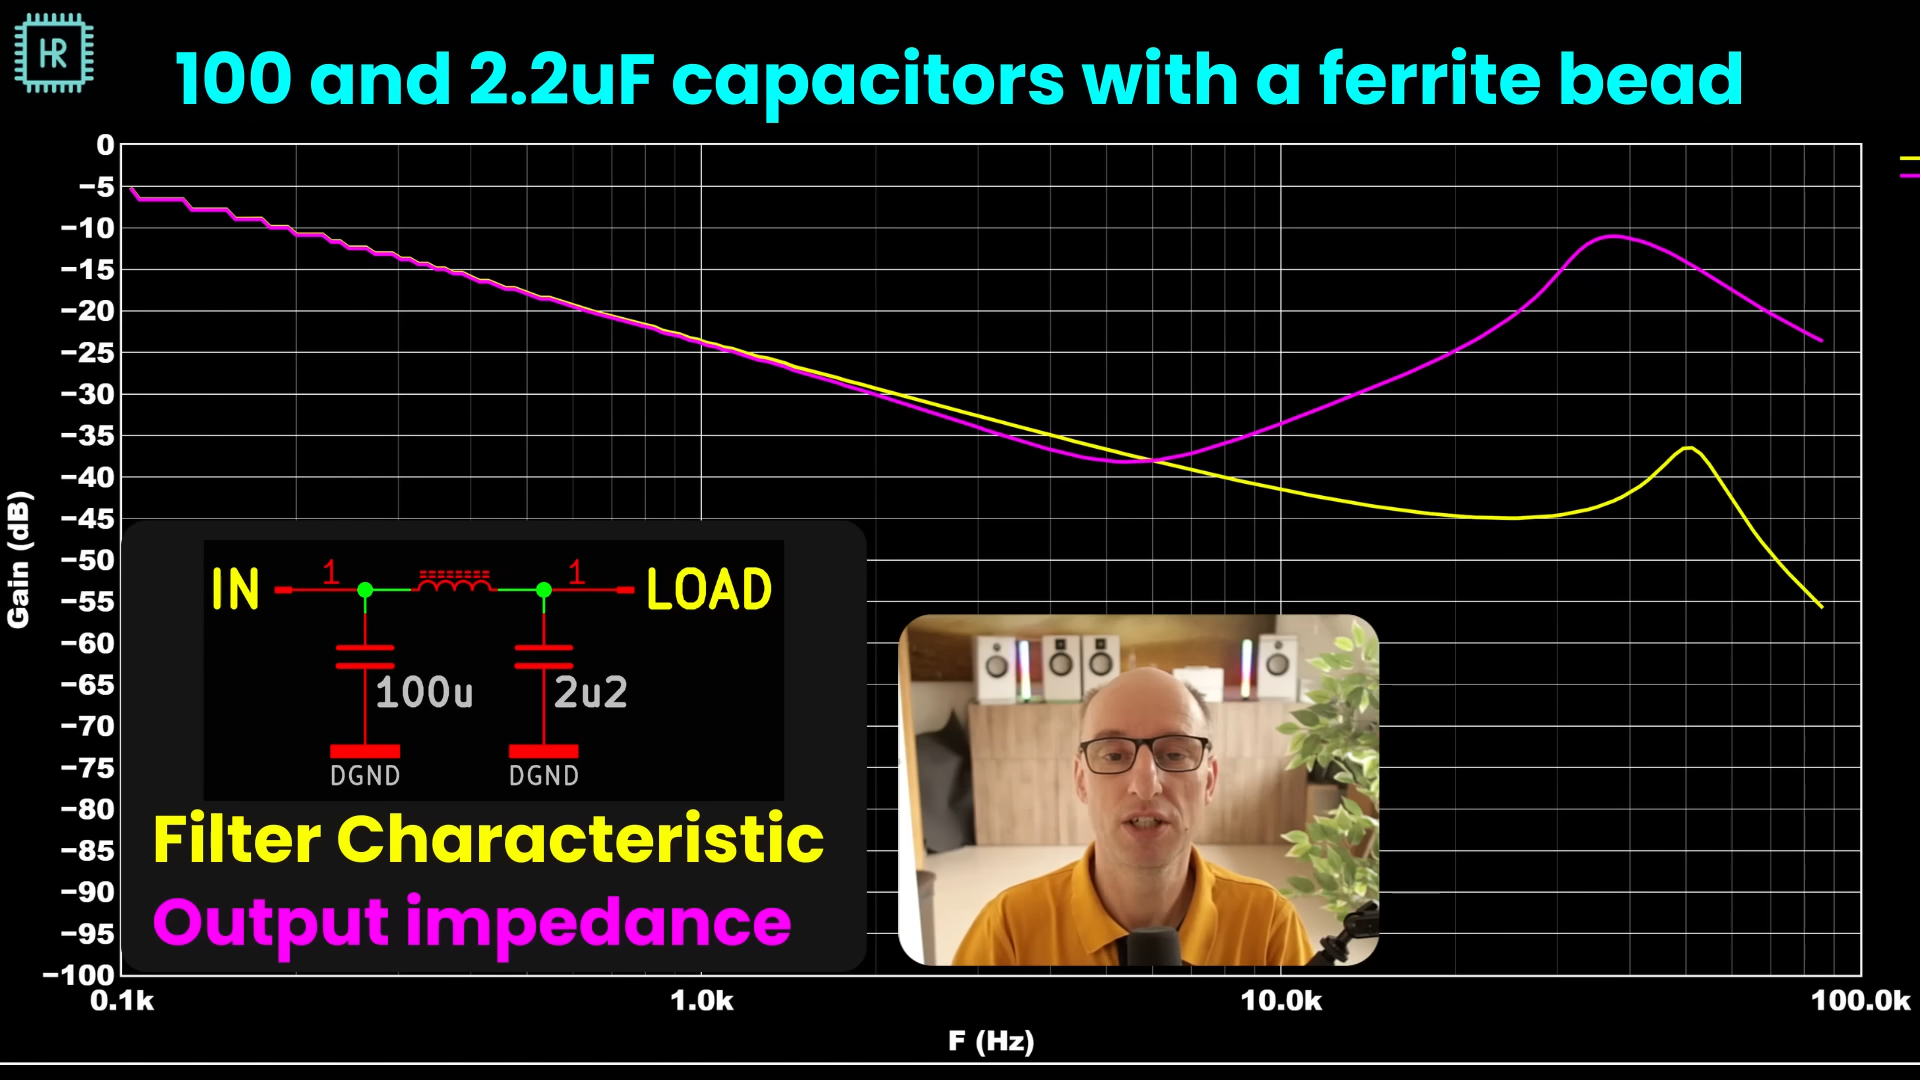 HR
100 and 2.2uF capacitors with a ferrite bead
0
−5
−10
−15
−20
−25
−30
−35
−40
−45
−50
−55
−60
−65
−70
−75
−80
−85
−90
−95
−100
Gain (dB)
IN 1 1 LOAD
100u 2u2
DGND DGND
Filter Characteristic
Output impedance
0.1k 1.0k 10.0k 100.0k
F (Hz)